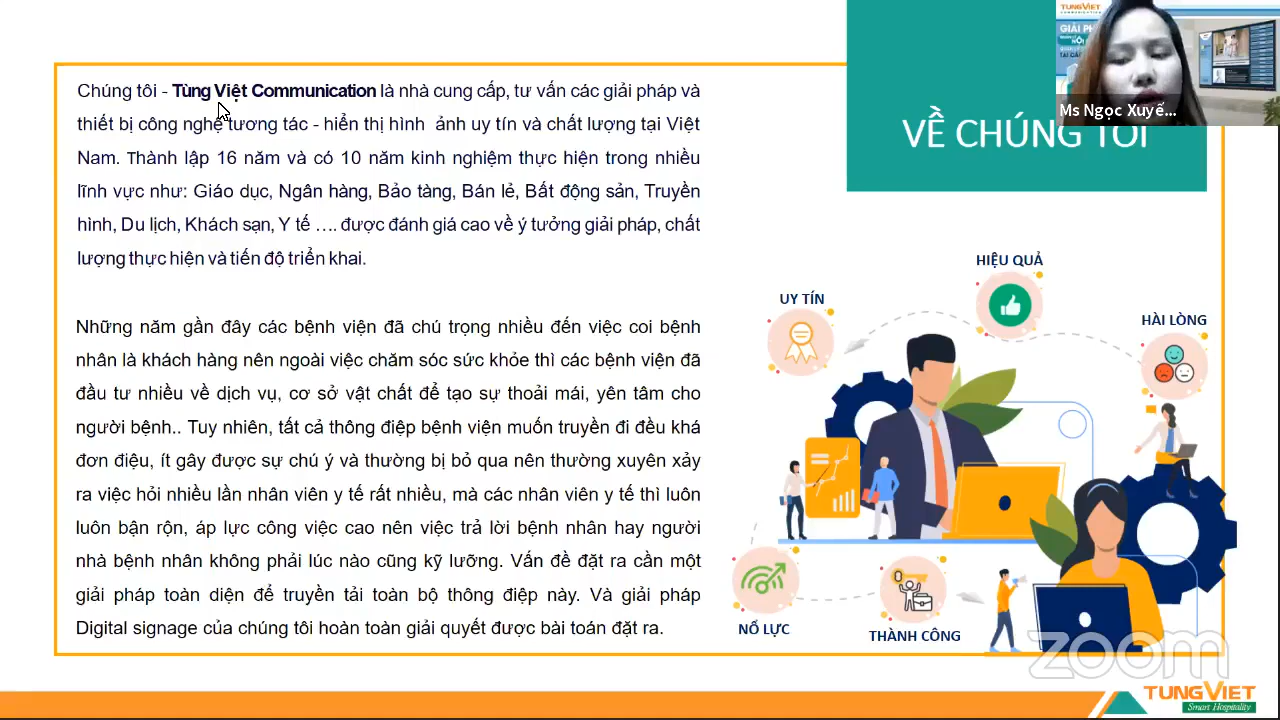 Chúng tôi - Tùng Việt Communication là nhà cung cấp, tư vấn các giải pháp và
thiết bị công nghệ tương tác - hiển thị hình ảnh uy tín và chất lượng tại Việt
Nam. Thành lập 16 năm và có 10 năm kinh nghiệm thực hiện trong nhiều
lĩnh vực như: Giáo dục, Ngân hàng, Bảo tàng, Bán lẻ, Bất động sản, Truyền
hình, Du lịch, Khách sạn, Y tế …. được đánh giá cao về ý tưởng giải pháp, chất
lượng thực hiện và tiến độ triển khai.
Những năm gần đây các bệnh viện đã chú trọng nhiều đến việc coi bệnh
nhân là khách hàng nên ngoài việc chăm sóc sức khỏe thì các bệnh viện đã
đầu tư nhiều về dịch vụ, cơ sở vật chất để tạo sự thoải mái, yên tâm cho
người bệnh.. Tuy nhiên, tất cả thông điệp bệnh viện muốn truyền đi đều khá
đơn điệu, ít gây được sự chú ý và thường bị bỏ qua nên thường xuyên xảy
ra việc hỏi nhiều lần nhân viên y tế rất nhiều, mà các nhân viên y tế thì luôn
luôn bận rộn, áp lực công việc cao nên việc trả lời bệnh nhân hay người
nhà bệnh nhân không phải lúc nào cũng kỹ lưỡng. Vấn đề đặt ra cần một
giải pháp toàn diện để truyền tải toàn bộ thông điệp này. Và giải pháp
Digital signage của chúng tôi hoàn toàn giải quyết được bài toán đặt ra.
TUNGVIET
GIẢI PH
Ms Ngọc Xuyế...
VỀ CHÚNG TÔI
HIỆU QUẢ
UY TÍN
HÀI LÒNG
NỔ LỰC
THÀNH CÔNG
zoom
TUNGVIET
Smart Hospitality